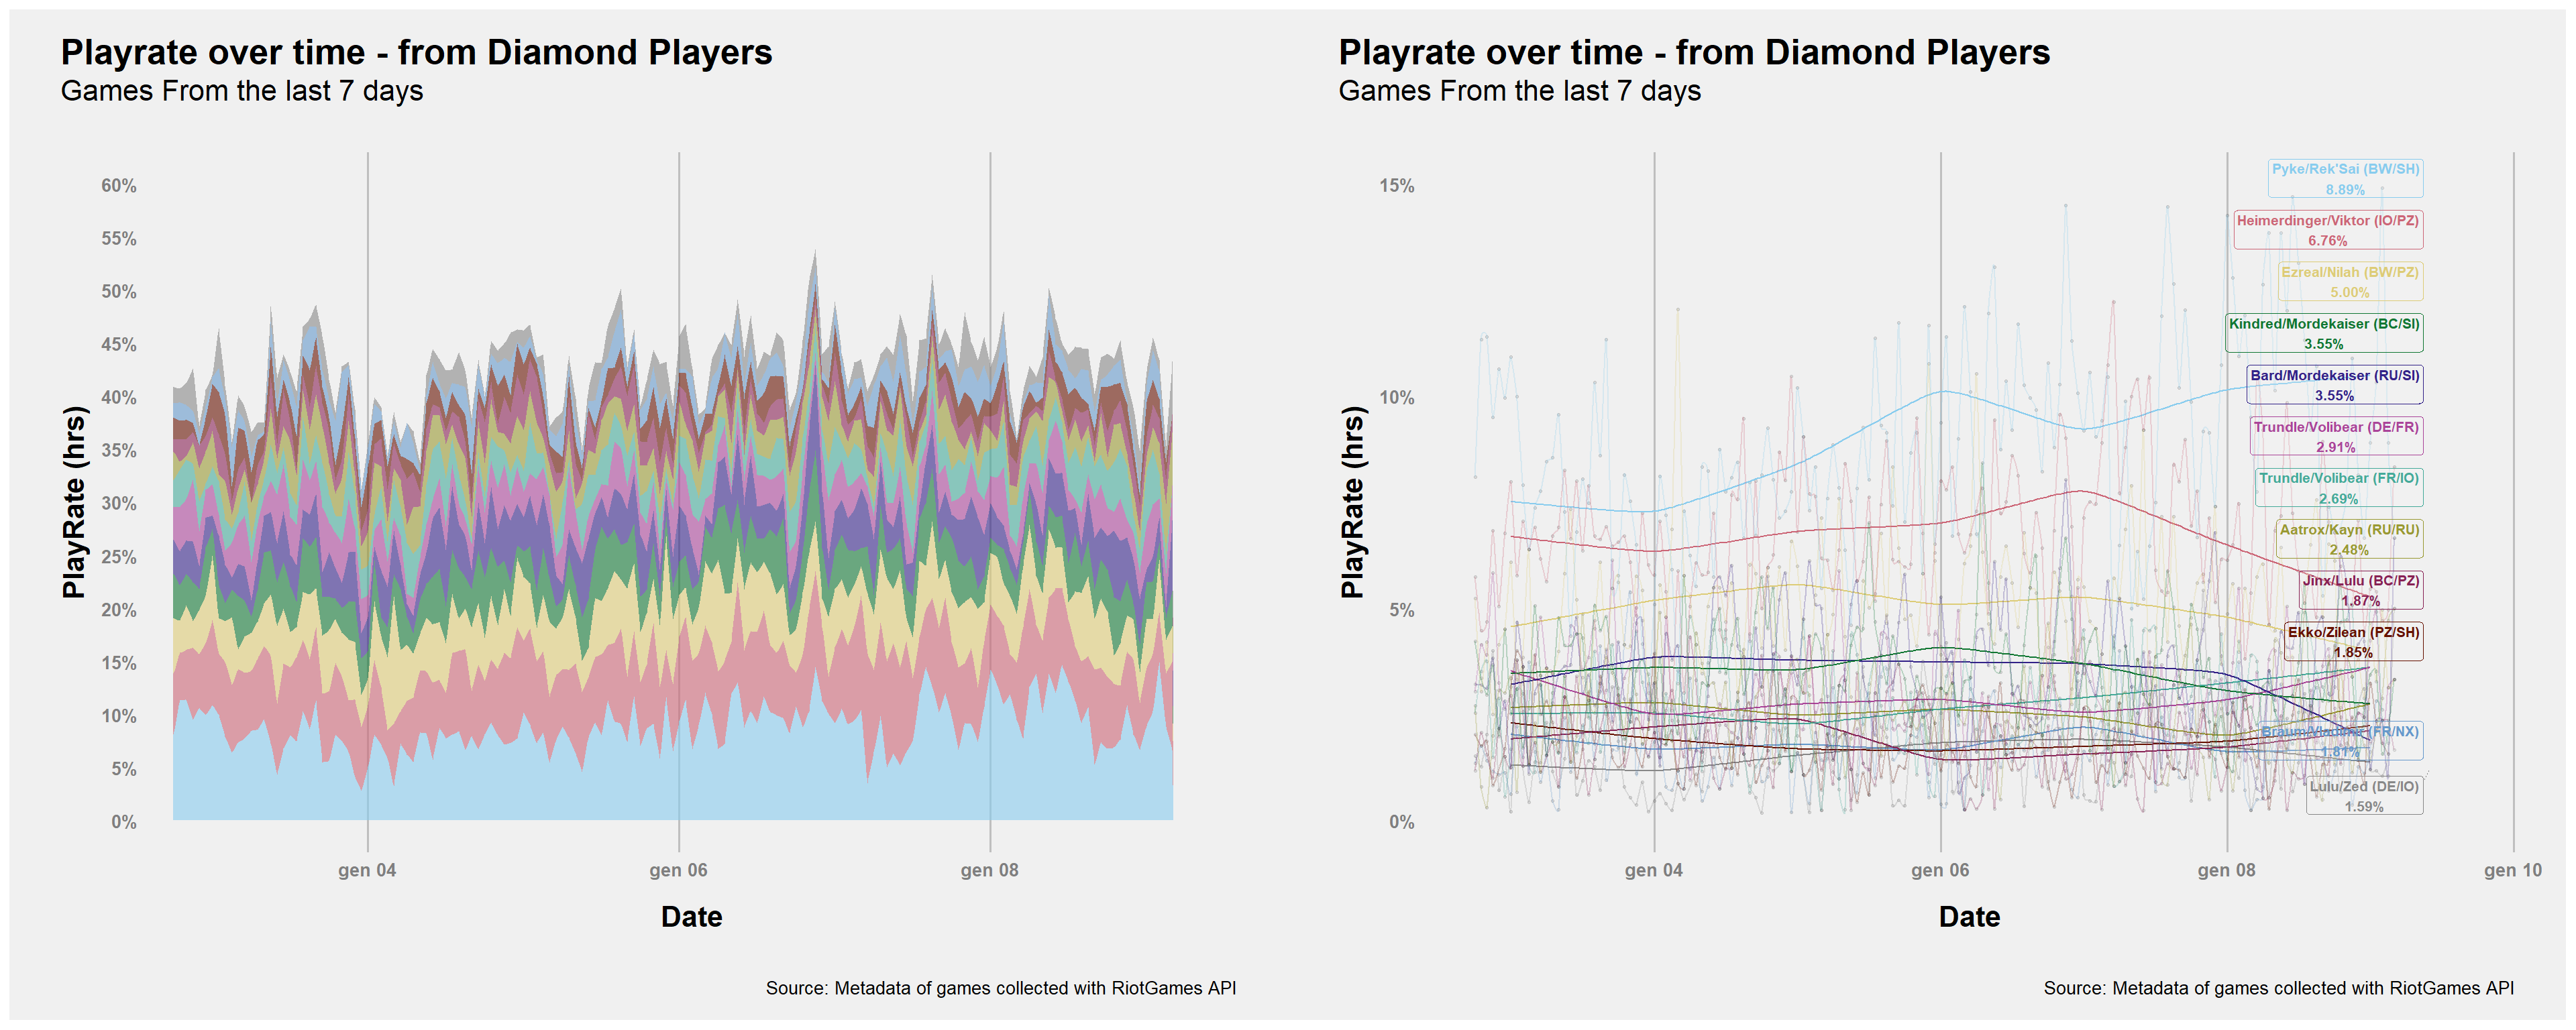 Playrate over time - from Diamond Players
Games From the last 7 days
PlayRate (hrs)
60%
55%
50%
45%
40%
35%
30%
25%
20%
15%
10%
5%
0%
gen 04
gen 06
gen 08
Date
Source: Metadata of games collected with RiotGames API
Playrate over time - from Diamond Players
Games From the last 7 days
PlayRate (hrs)
15%
10%
5%
0%
Pyke/Rek'Sai (BW/SH)
8.89%
Heimerdinger/Viktor (IO/PZ)
6.76%
Ezreal/Nilah (BW/PZ)
5.00%
Kindred/Mordekaiser (BC/SI)
3.55%
Bard/Mordekaiser (RU/SI)
3.55%
Trundle/Volibear (DE/FR)
2.91%
Trundle/Volibear (FR/IO)
2.69%
Aatrox/Kayn (RU/RU)
2.48%
Jinx/Lulu (BC/PZ)
1.87%
Ekko/Zilean (PZ/SH)
1.85%
Braum/Vladimir (FR/NX)
1.81%
Lulu/Zed (DE/IO)
1.59%
gen 04
gen 06
gen 08
gen 10
Date
Source: Metadata of games collected with RiotGames API